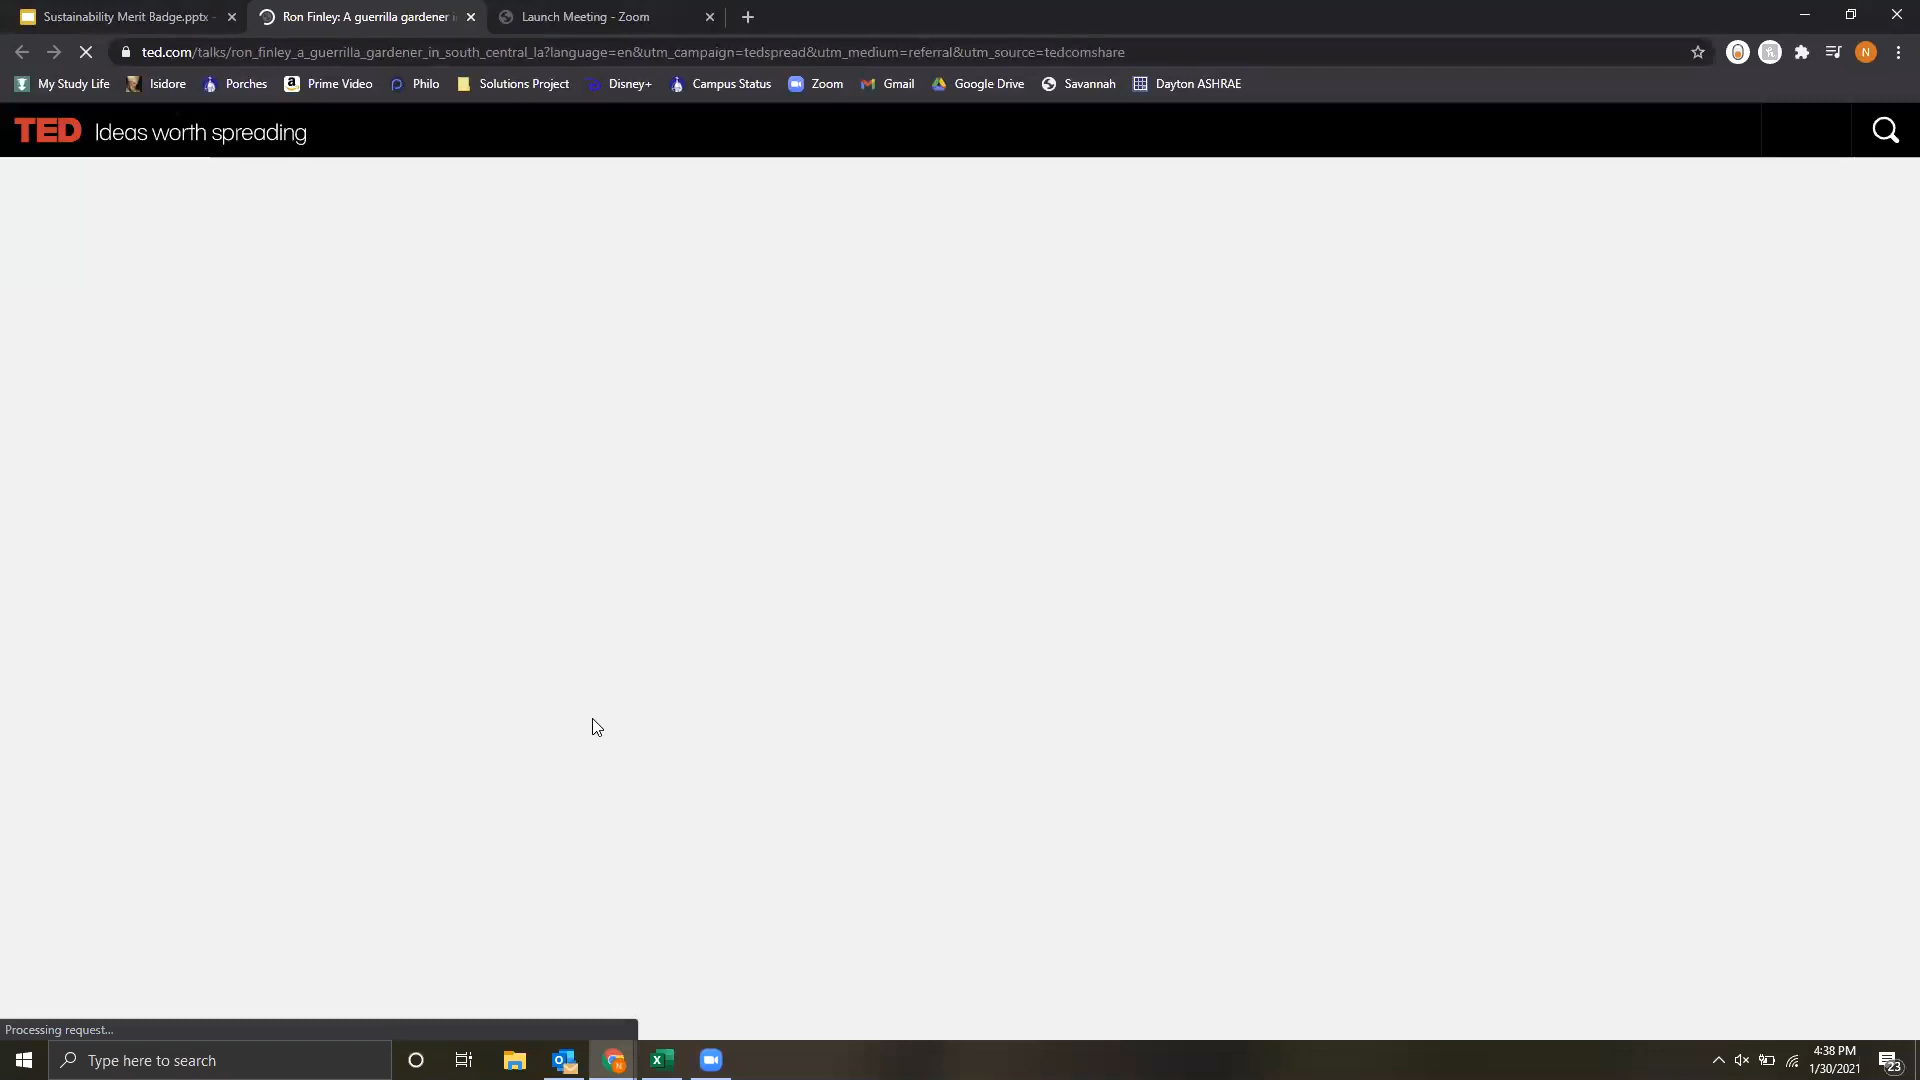 Sustainability Merit Badge.pptx -
Ron Finley: A guerrilla gardener i
Launch Meeting - Zoom
ted.com/talks/ron_finley_a_guerrilla_gardener_in_south_central_la?language=en&utm_campaign=tedspread&utm_medium=referral&utm_source=tedcomshare
N
My Study Life Isidore Porches Prime Video Philo Solutions Project Disney+ Campus Status Zoom Gmail Google Drive Savannah Dayton ASHRAE
TED Ideas worth spreading
Processing request...
Type here to search
4:38 PM
1/30/2021
23